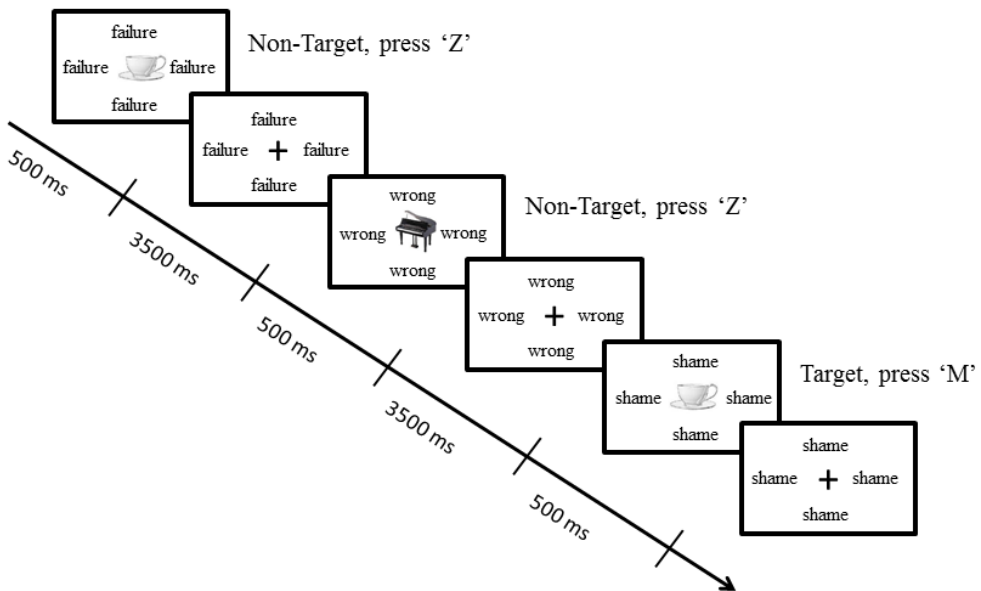 failure
failure failure
failure
Non-Target, press ‘Z’
failure
failure + failure
failure
wrong
wrong wrong
wrong
Non-Target, press ‘Z’
wrong
wrong + wrong
wrong
shame
shame shame
shame
Target, press ‘M’
shame
shame + shame
shame
500 ms
3500 ms
500 ms
3500 ms
500 ms